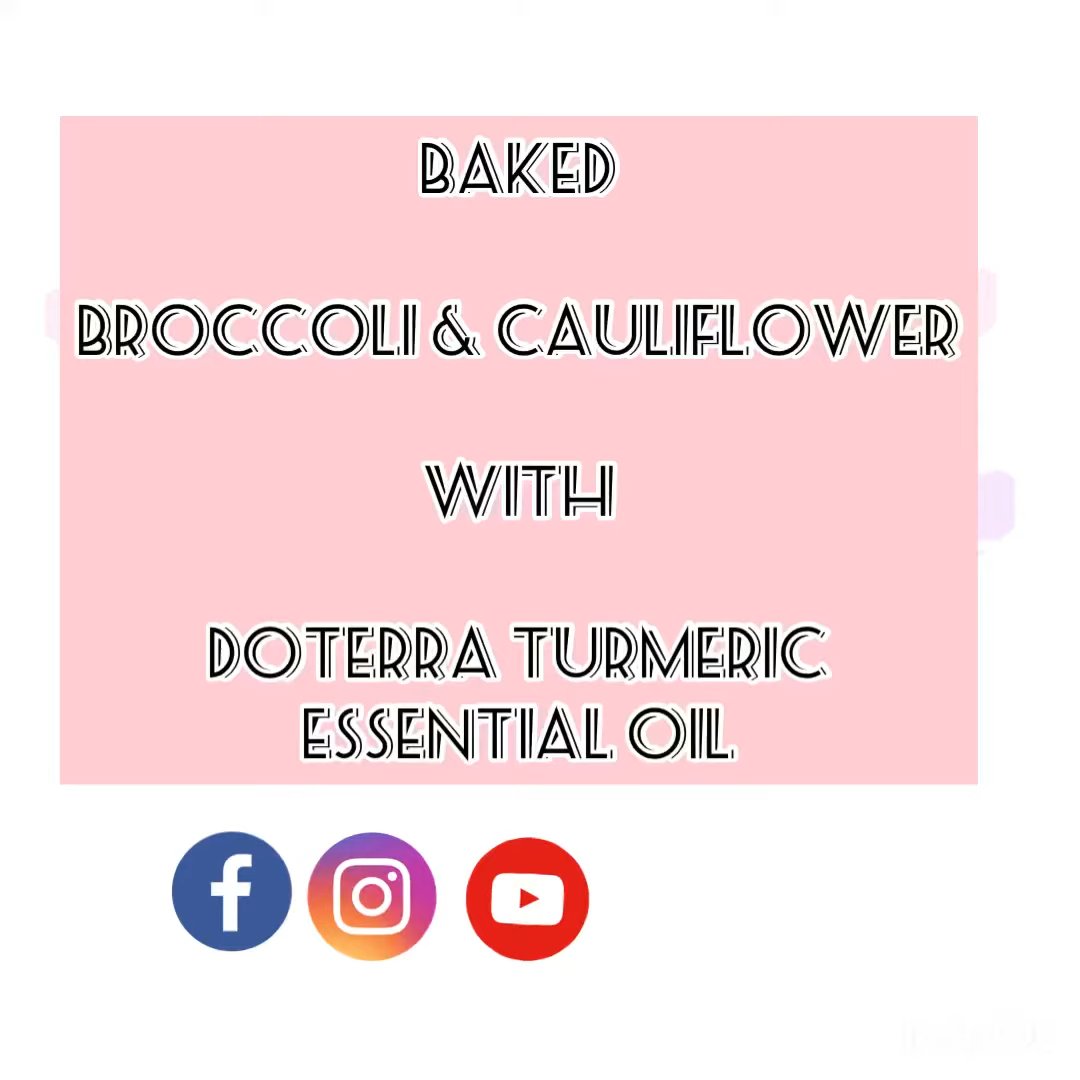 BAKED
BROCCOLI & CAULIFLOWER
WITH
DOTERRA TURMERIC
ESSENTIAL OIL